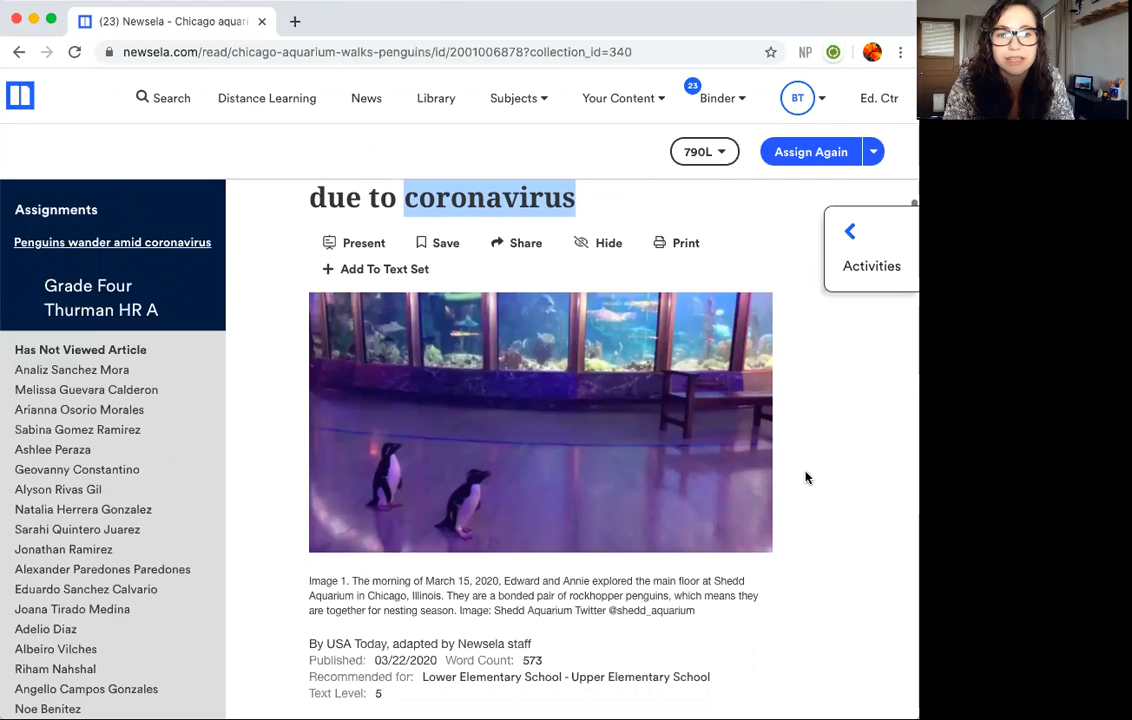 (23) Newsela - Chicago aquari
newsela.com/read/chicago-aquarium-walks-penguins/id/2001006878?collection_id=340
NP
Search
Distance Learning
News
Library
Subjects
Your Content
23
Binder
BT
Ed. Ctr
790L
Assign Again
Assignments
Penguins wander amid coronavirus
Grade Four
Thurman HR A
Has Not Viewed Article
Analiz Sanchez Mora
Melissa Guevara Calderon
Arianna Osorio Morales
Sabina Gomez Ramirez
Ashlee Peraza
Geovanny Constantino
Alyson Rivas Gil
Natalia Herrera Gonzalez
Sarahi Quintero Juarez
Jonathan Ramirez
Alexander Paredones Paredones
Eduardo Sanchez Calvario
Joana Tirado Medina
Adelio Diaz
Albeiro Vilches
Riham Nahshal
Angello Campos Gonzales
Noe Benitez
due to coronavirus
Present
Save
Share
Hide
Print
+ Add To Text Set
Activities
Image 1. The morning of March 15, 2020, Edward and Annie explored the main floor at Shedd
Aquarium in Chicago, Illinois. They are a bonded pair of rockhopper penguins, which means they
are together for nesting season. Image: Shedd Aquarium Twitter @shedd_aquarium
By USA Today, adapted by Newsela staff
Published: 03/22/2020 Word Count: 573
Recommended for: Lower Elementary School - Upper Elementary School
Text Level: 5